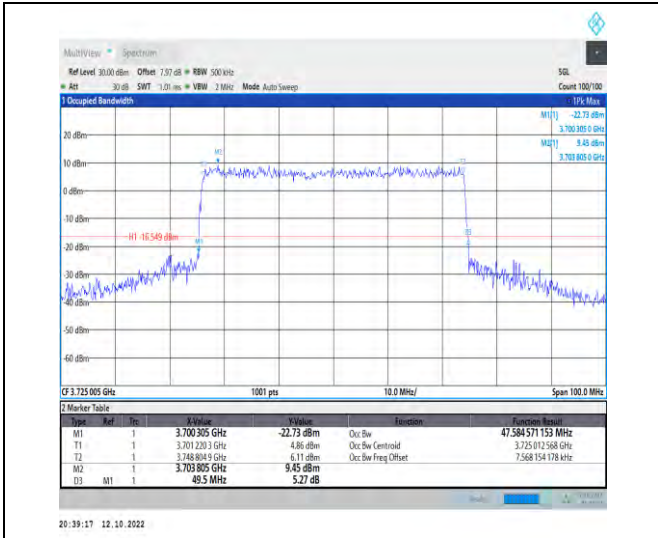 MultiView Spectrum
Ref Level 30.00 dBm Offset 7.97 dB RBW 500 kHz SGL
Att 30 dB SWT 1.01 ms VBW 2 MHz Mode Auto Sweep Count 100/100
1 Occupied Bandwidth 1Pk Max
M1[1] -22.73 dBm
3.700 305 0 GHz
20 dBm M2[1] 9.45 dBm
3.703 805 0 GHz
M2
10 dBm
0 dBm
-10 dBm
H1 -16.549 dBm
D3
M1
-20 dBm
-30 dBm
-40 dBm
-50 dBm
-60 dBm
CF 3.725 005 GHz 1001 pts 10.0 MHz/ Span 100.0 MHz
2 Marker Table
Type Ref Trc X-Value Y-Value Function Function Result
M1 1 3.700 305 GHz -22.73 dBm Occ Bw 47.584 571 153 MHz
T1 1 3.701 220 3 GHz 4.86 dBm Occ Bw Centroid 3.725 012 568 GHz
T2 1 3.748 804 9 GHz 6.11 dBm Occ Bw Freq Offset 7.568 154 178 kHz
M2 1 3.703 805 GHz 9.45 dBm
D3 M1 1 49.5 MHz 5.27 dB
20:39:17 12.10.2022